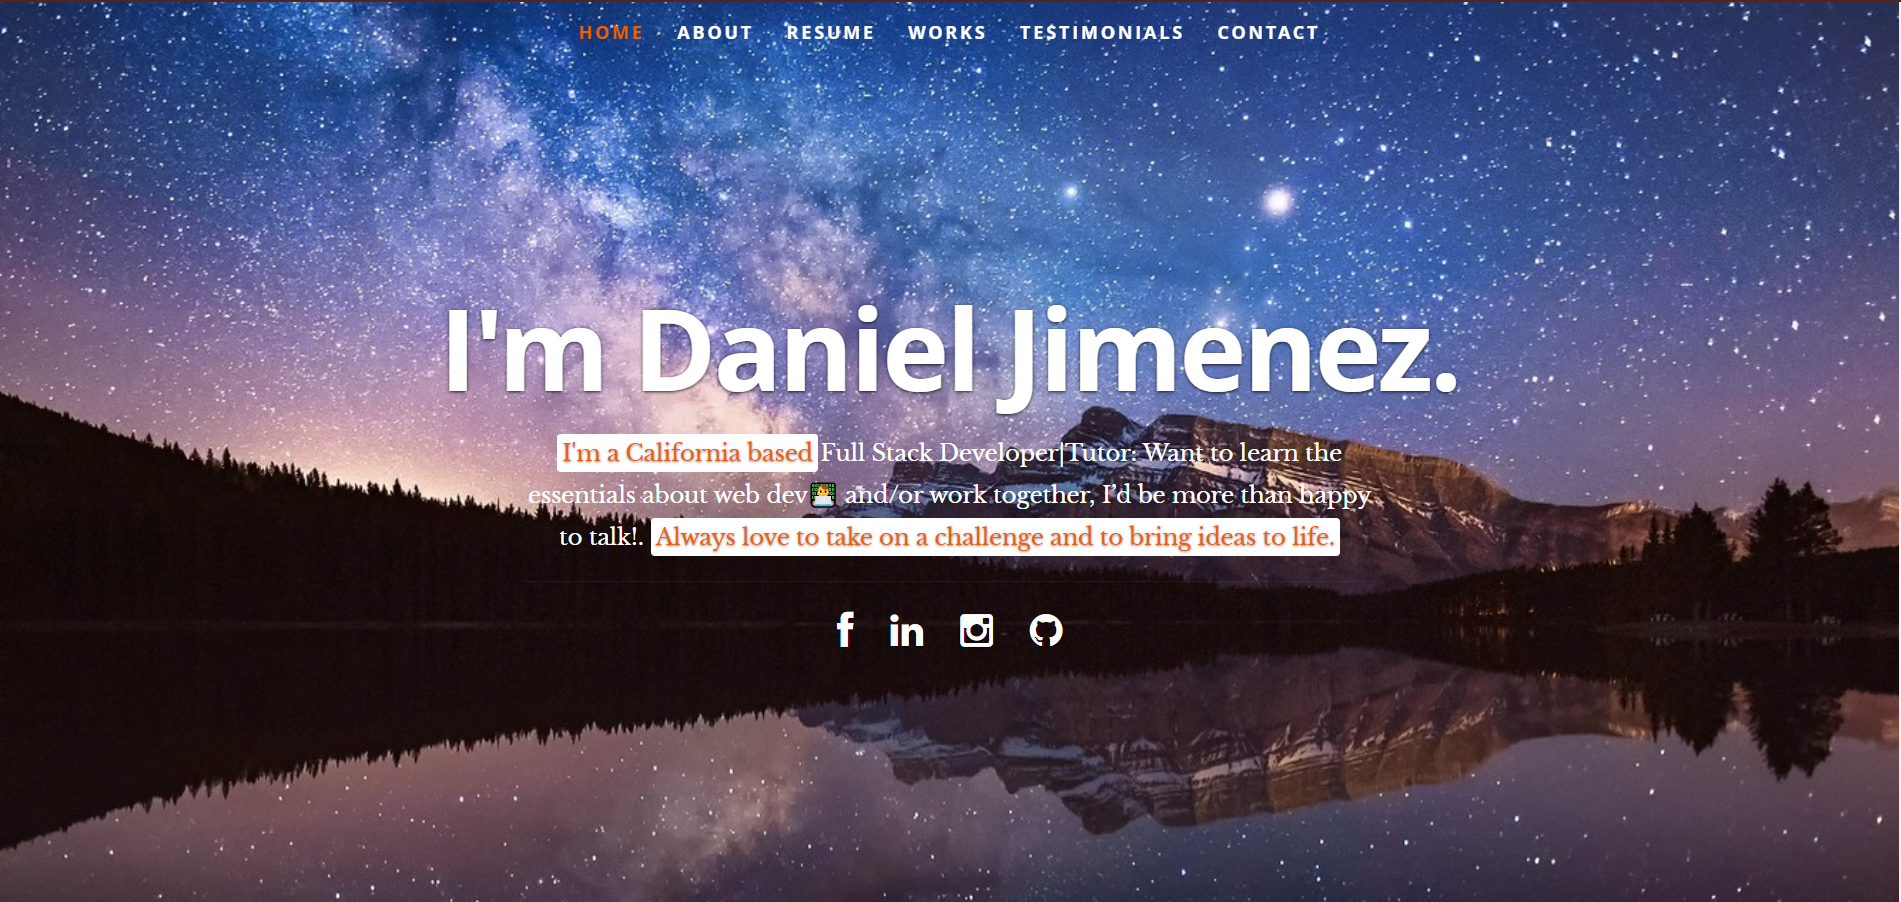 HOME ABOUT RESUME WORKS TESTIMONIALS CONTACT
I'm Daniel Jimenez.
I'm a California based Full Stack Developer|Tutor: Want to learn the
essentials about web dev👨‍💻 and/or work together, I’d be more than happy
to talk!. Always love to take on a challenge and to bring ideas to life.